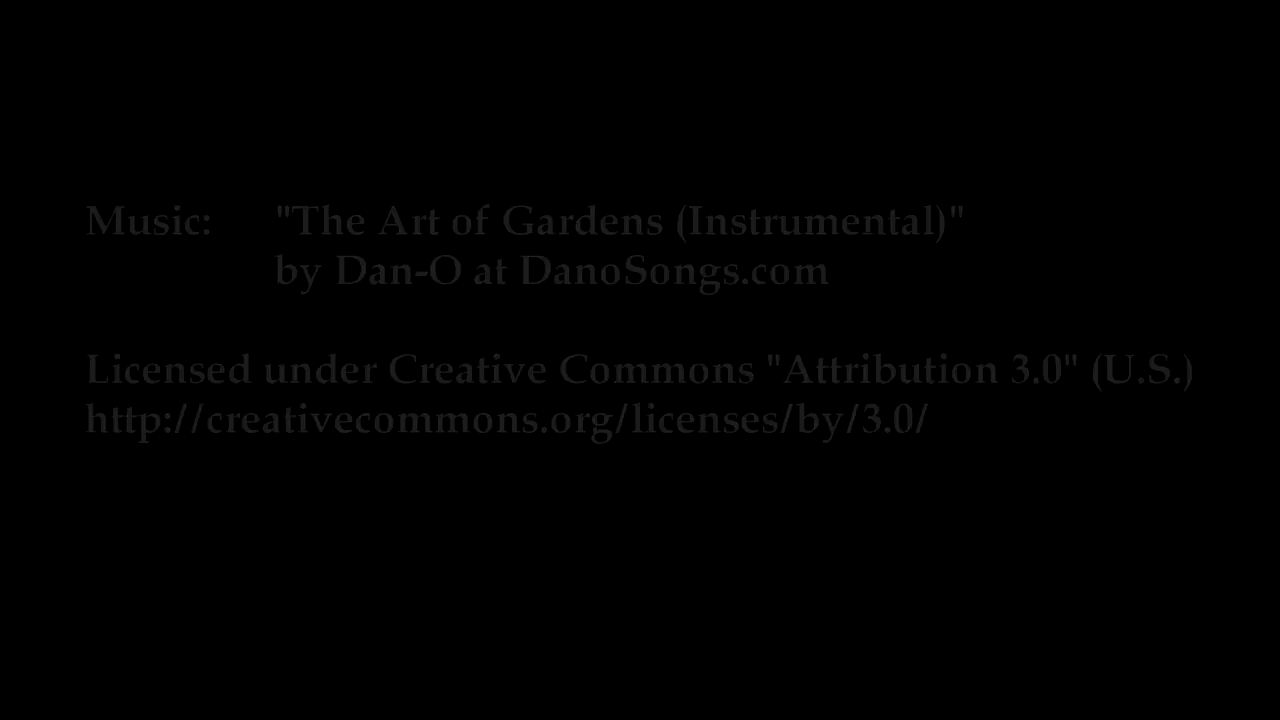 Music: "The Art of Gardens (Instrumental)"
by Dan-O at DanoSongs.com
Licensed under Creative Commons "Attribution 3.0" (U.S.)
http://creativecommons.org/licenses/by/3.0/